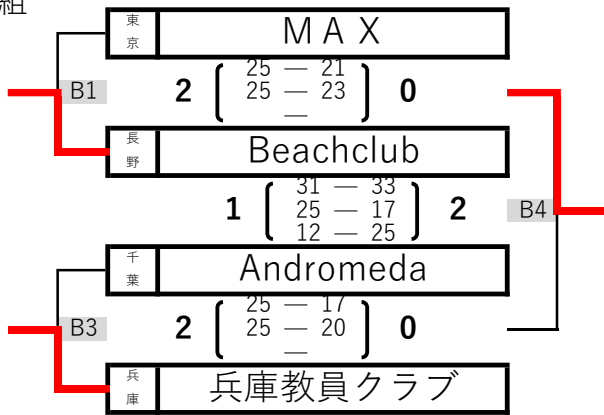 組
東京 MAX
B1 2 25 — 21 0
25 — 23
—
長野 Beachclub
31 — 33
1 25 — 17 2 B4
12 — 25
千葉 Andromeda
25 — 17
B3 2 25 — 20 0
—
兵庫 兵庫教員クラブ